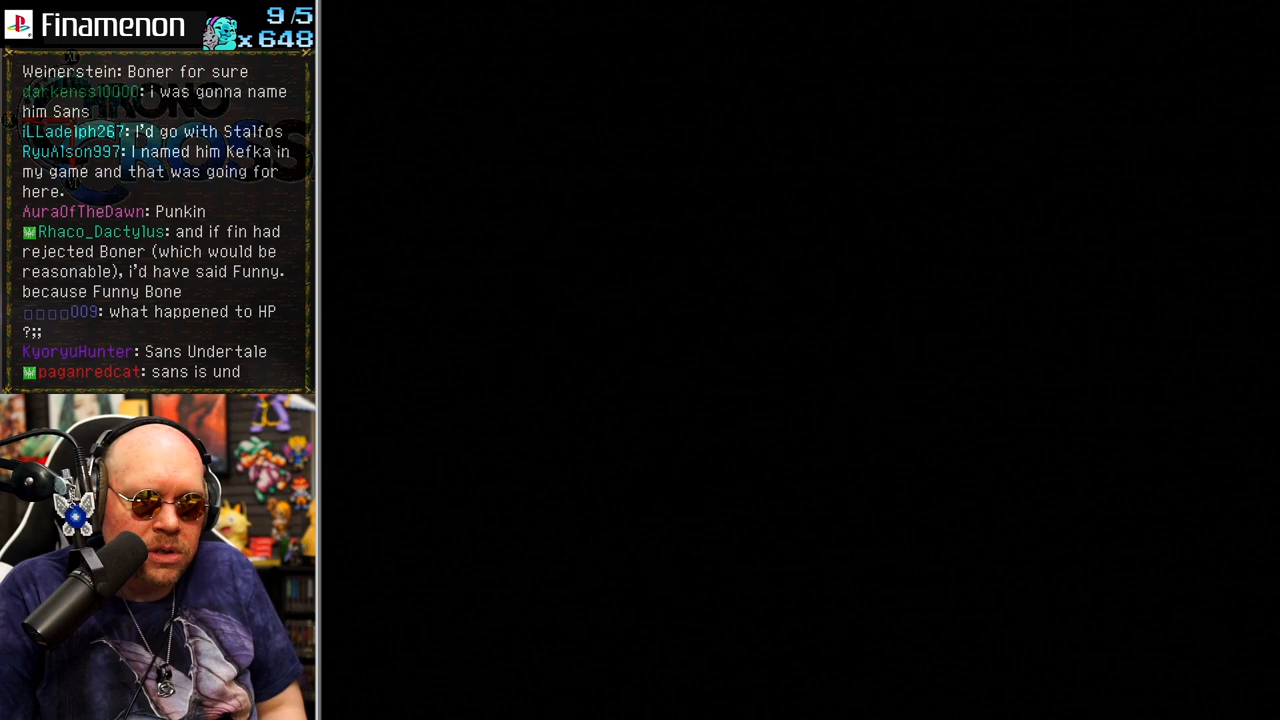 Finamenon
9/5
x648
Weinerstein: Boner for sure
darkenss10000: i was gonna name
him Sans
iLLadelph267: I'd go with Stalfos
RyuAlson997: I named him Kefka in
my game and that was going for
here.
AuraOfTheDawn: Punkin
Rhaco_Dactylus: and if fin had
rejected Boner (which would be
reasonable), i'd have said Funny.
because Funny Bone
009: what happened to HP
?;;
KyoryuHunter: Sans Undertale
paganredcat: sans is und
CHRONO
CROSS